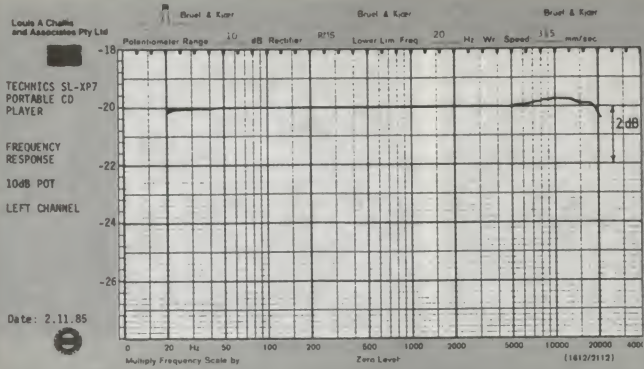 Louis A Challis
and Associates Pty Ltd
Brüel & Kjær Brüel & Kjær Brüel & Kjær
Potentiometer Range 10 dB Rectifier RMS Lower Lim Freq 20 Hz Wr Speed mm/sec
TECHNICS SL-XP7
PORTABLE CD
PLAYER
FREQUENCY
RESPONSE
10dB POT
LEFT CHANNEL
Date: 2.11.85
e
-18
-20
-22
-24
-26
2dB
0 20 Hz 50 100 200 500 1000 2000 5000 10000 20000
Multiply Frequency Scale by Zero Level (1612/2112)